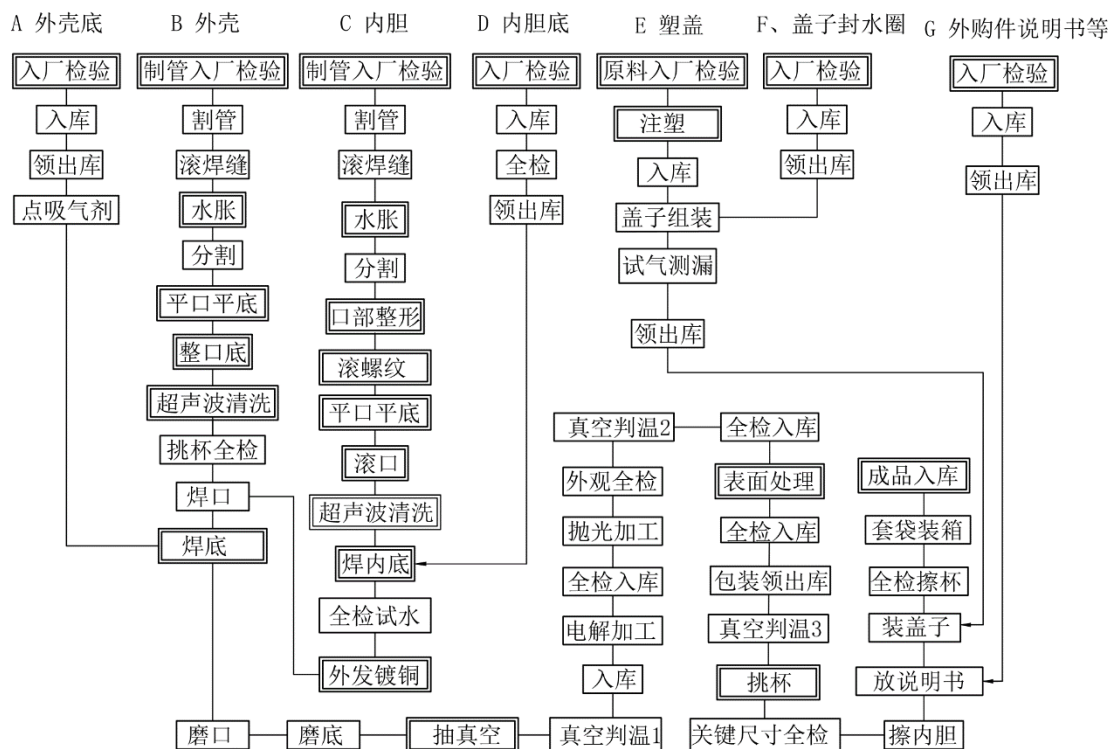 A 外壳底
入厂检验
入库
领出库
点吸气剂
B 外壳
制管入厂检验
割管
滚焊缝
水胀
分割
平口平底
整口底
超声波清洗
挑杯全检
焊口
焊底
C 内胆
制管入厂检验
割管
滚焊缝
水胀
分割
口部整形
滚螺纹
平口平底
滚口
超声波清洗
焊内底
全检试水
外发镀铜
D 内胆底
入厂检验
入库
全检
领出库
E 塑盖
原料入厂检验
注塑
入库
盖子组装
试气测漏
领出库
F、盖子封水圈
入厂检验
入库
领出库
G 外购件说明书等
入厂检验
入库
领出库
磨口
磨底
抽真空
真空判温1
入库
电解加工
全检入库
抛光加工
外观全检
真空判温2
全检入库
表面处理
全检入库
包装领出库
真空判温3
挑杯
关键尺寸全检
擦内胆
放说明书
装盖子
全检擦杯
套袋装箱
成品入库